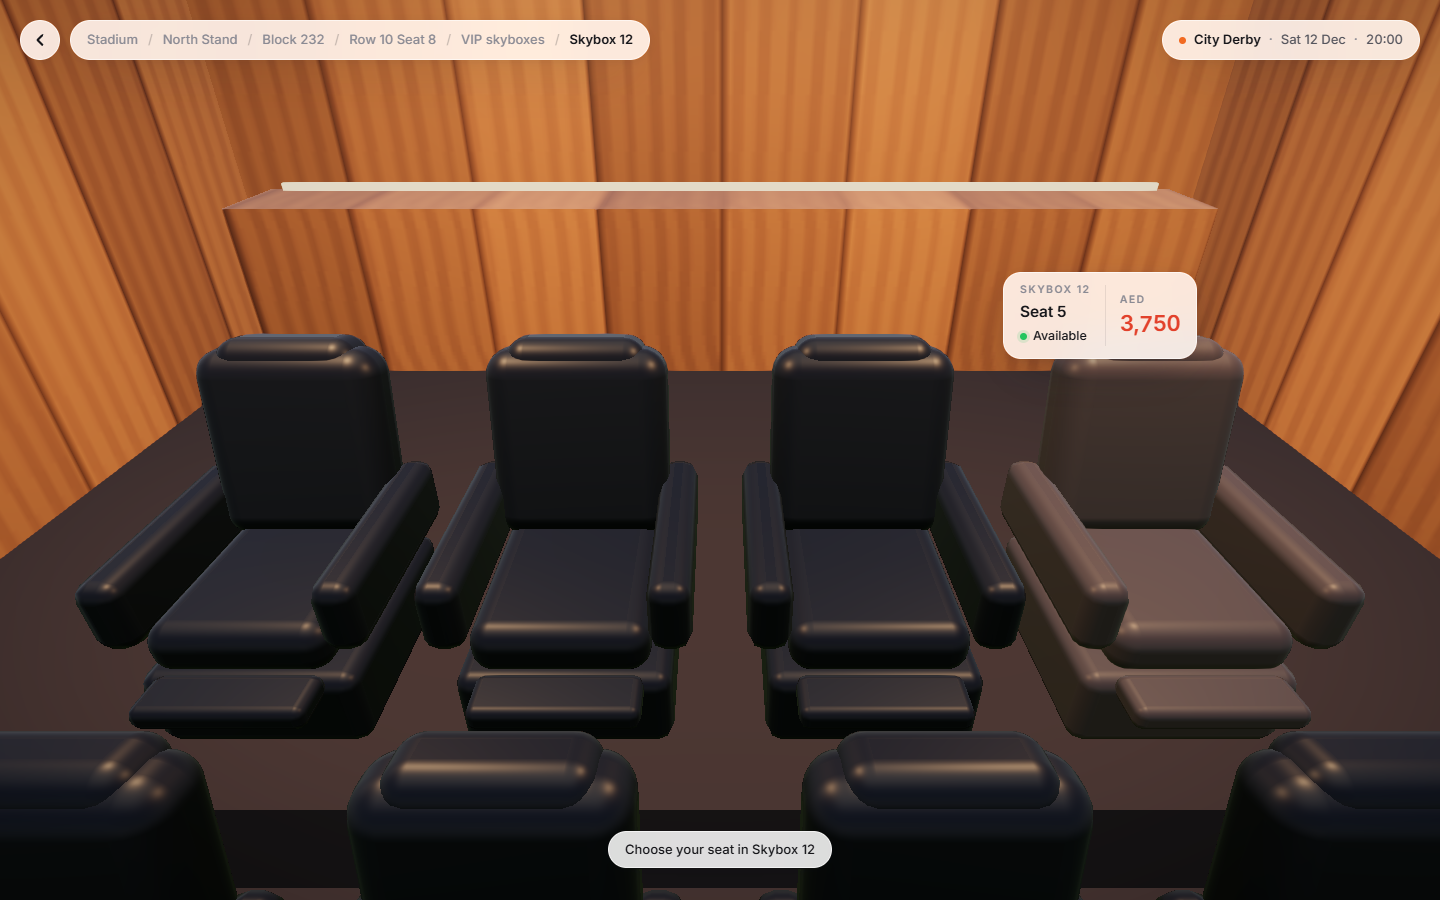 Stadium / North Stand / Block 232 / Row 10 Seat 8 / VIP skyboxes / Skybox 12
City Derby · Sat 12 Dec · 20:00
SKYBOX 12
Seat 5
Available
AED
3,750
Choose your seat in Skybox 12